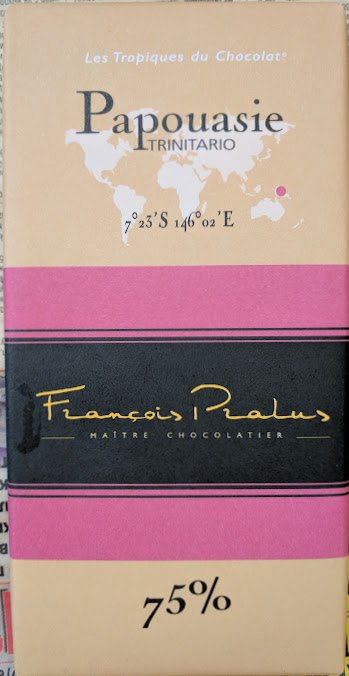 Les Tropiques du Chocolat®
Papouasie
TRINITARIO
7°23'S 146°02'E
François Pralus
MAÎTRE CHOCOLATIER
75%